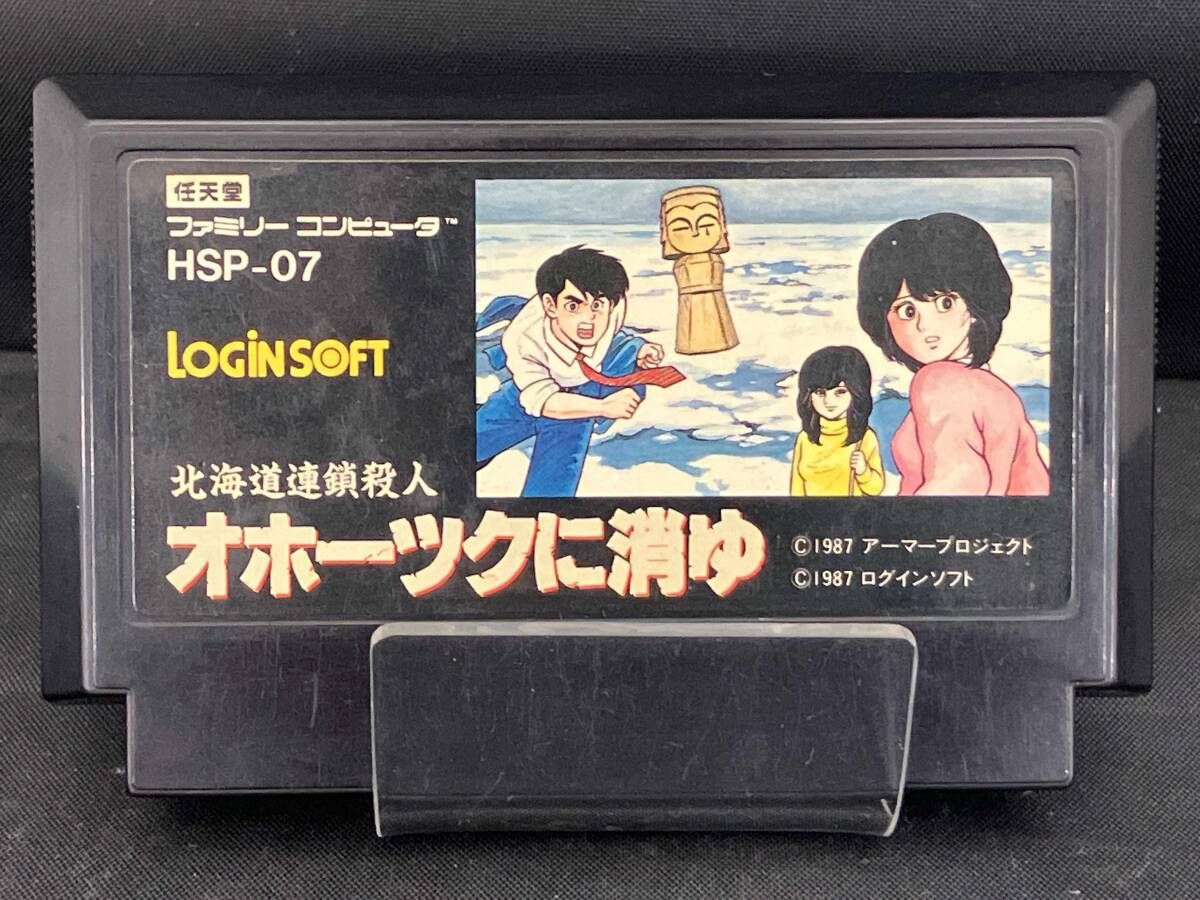 任天堂
ファミリーコンピュータ™
HSP-07
LOGiNSOFT
北海道連鎖殺人
オホーツクに消ゆ
©1987 アーマープロジェクト
©1987 ログインソフト